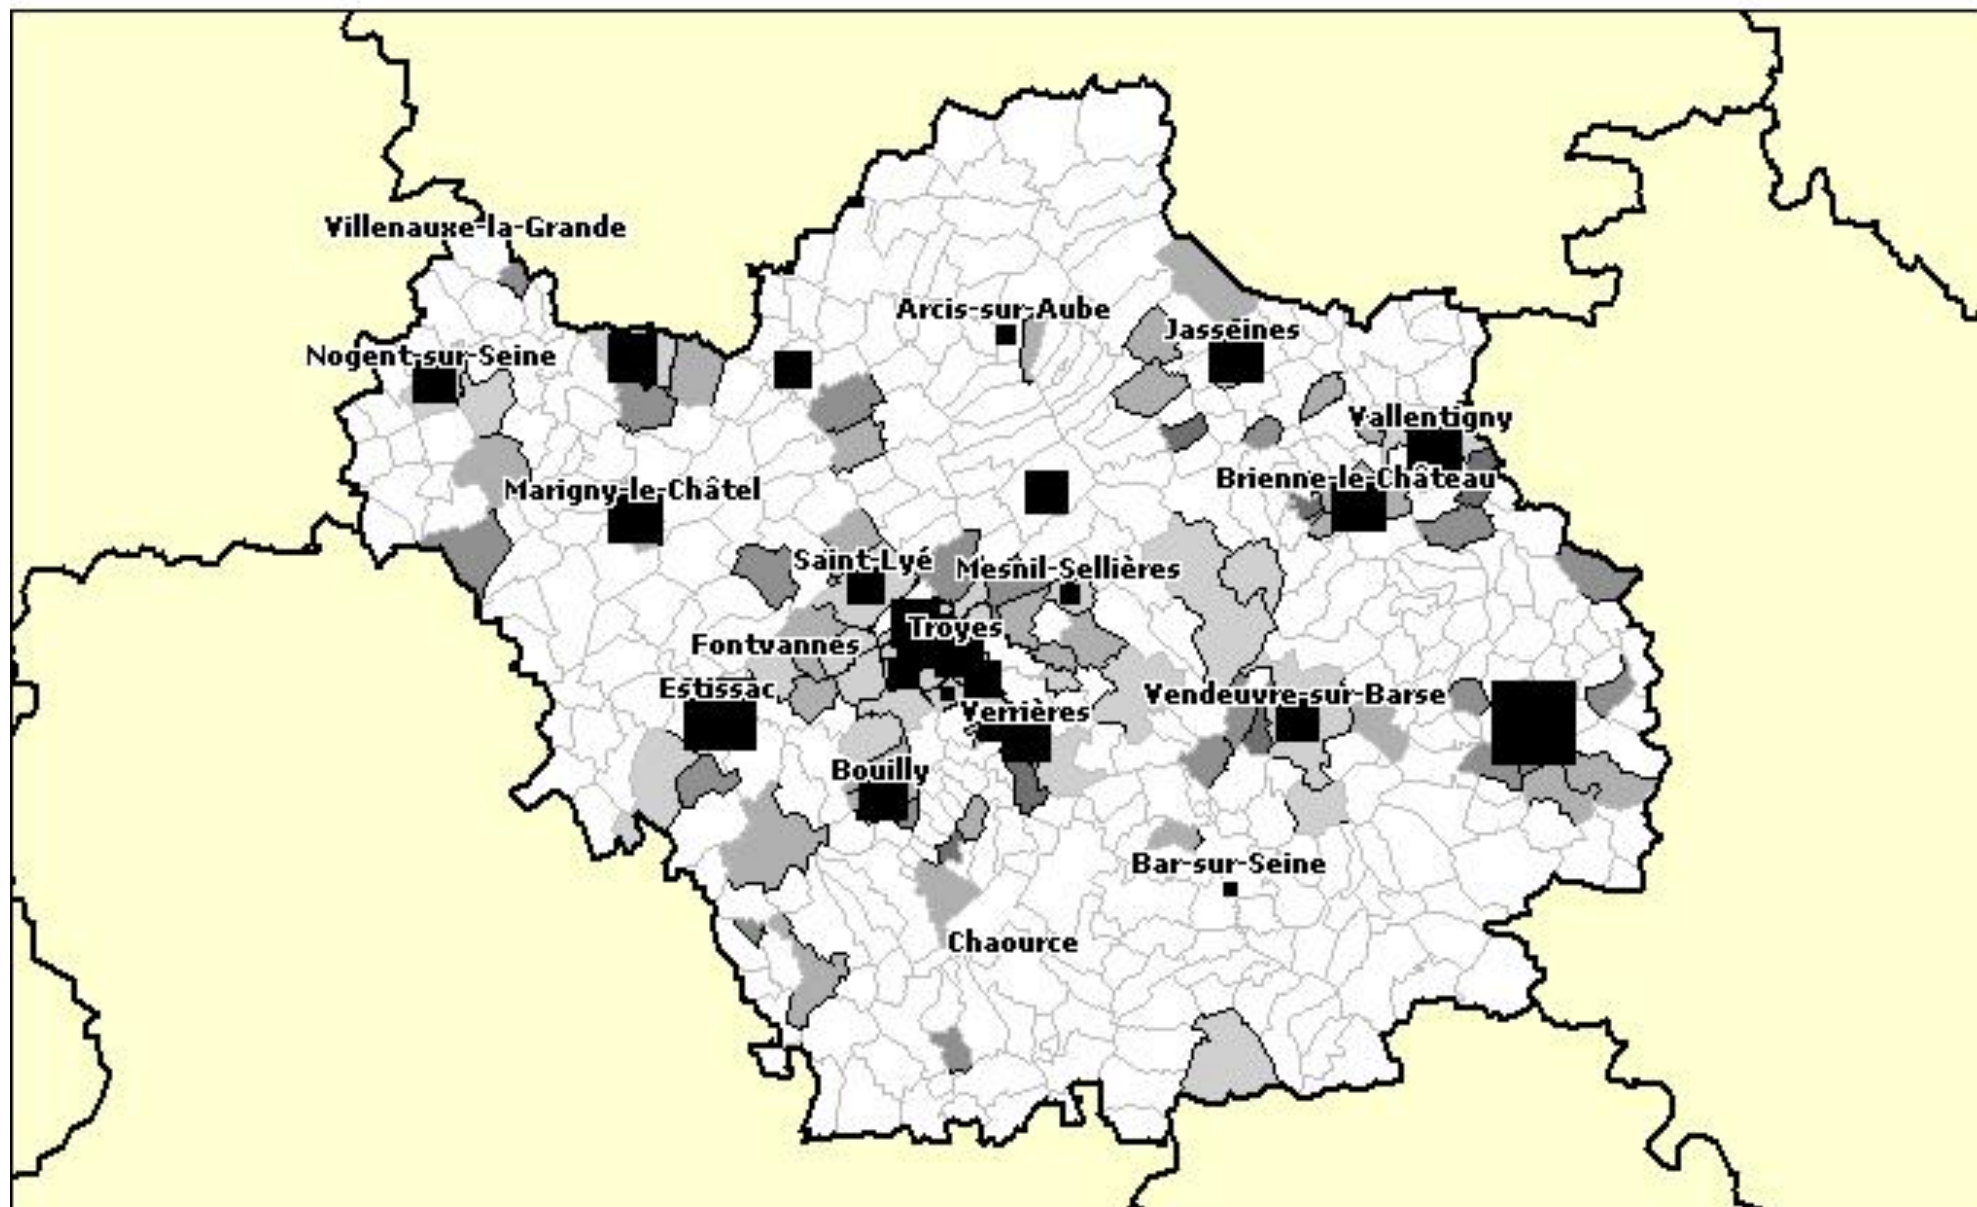 Villenauxe-la-Grande
Arcis-sur-Aube
Jasseines
Nogent-sur-Seine
Vallentigny
Brienne-le-Château
Marigny-le-Châtel
Saint-Lyé
Mesnil-Sellières
Troyes
Fontvannes
Estissac
Vendeuvre-sur-Barse
Verrières
Bouilly
Bar-sur-Seine
Chaource